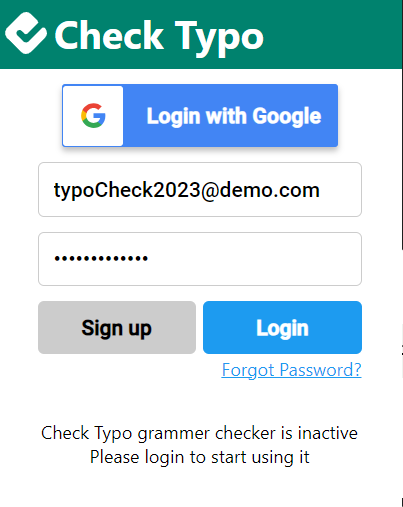 Check Typo
Login with Google
typoCheck2023@demo.com
•••••••••••••
Sign up
Login
Forgot Password?
Check Typo grammer checker is inactive
Please login to start using it